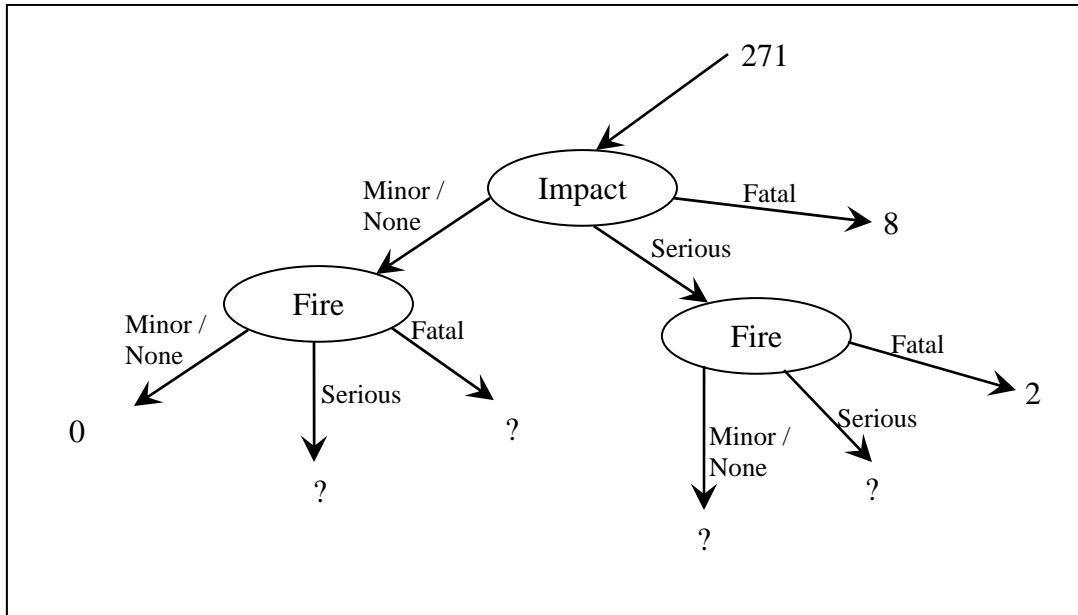 271
Impact
Minor /
None
Fatal
8
Serious
Fire
Minor /
None
Serious
Fatal
0
?
?
Fire
Fatal
2
Serious
Minor /
None
?
?